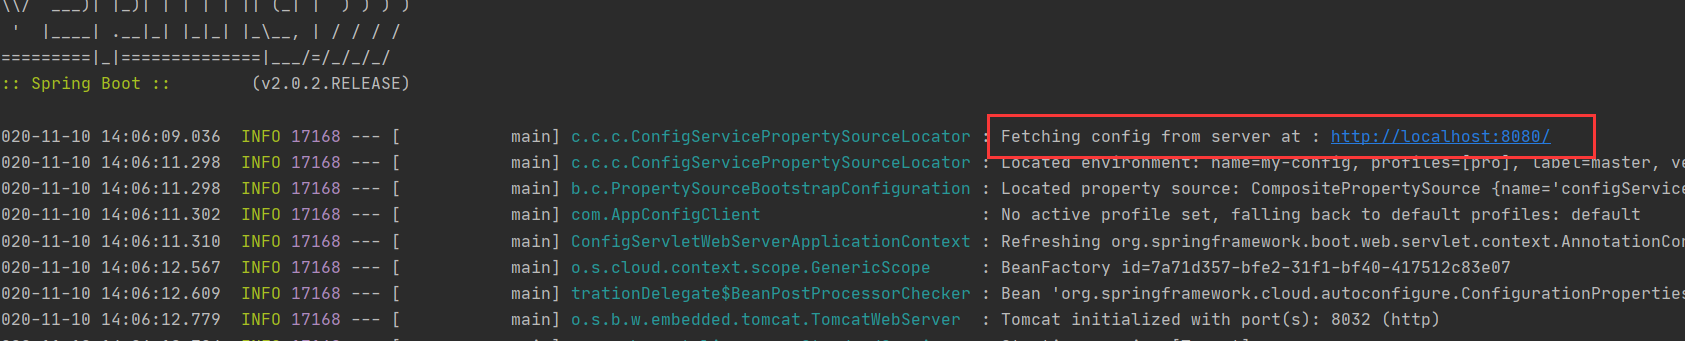 \\/  ___)| |_)| | | | | || (_| |  ) ) ) )
 '  |____| .__|_| |_|_| |_\__, | / / / /
=========|_|==============|___/=/_/_/_/
:: Spring Boot ::        (v2.0.2.RELEASE)
020-11-10 14:06:09.036  INFO 17168 --- [           main] c.c.c.ConfigServicePropertySourceLocator : Fetching config from server at : http://localhost:8080/
020-11-10 14:06:11.298  INFO 17168 --- [           main] c.c.c.ConfigServicePropertySourceLocator : Located environment: name=my-config, profiles=[pro], label=master, ve
020-11-10 14:06:11.298  INFO 17168 --- [           main] b.c.PropertySourceBootstrapConfiguration : Located property source: CompositePropertySource {name='configService
020-11-10 14:06:11.302  INFO 17168 --- [           main] com.AppConfigClient                      : No active profile set, falling back to default profiles: default
020-11-10 14:06:11.310  INFO 17168 --- [           main] ConfigServletWebServerApplicationContext : Refreshing org.springframework.boot.web.servlet.context.AnnotationCon
020-11-10 14:06:12.567  INFO 17168 --- [           main] o.s.cloud.context.scope.GenericScope     : BeanFactory id=7a71d357-bfe2-31f1-bf40-417512c83e07
020-11-10 14:06:12.609  INFO 17168 --- [           main] trationDelegate$BeanPostProcessorChecker : Bean 'org.springframework.cloud.autoconfigure.ConfigurationProperties
020-11-10 14:06:12.779  INFO 17168 --- [           main] o.s.b.w.embedded.tomcat.TomcatWebServer  : Tomcat initialized with port(s): 8032 (http)